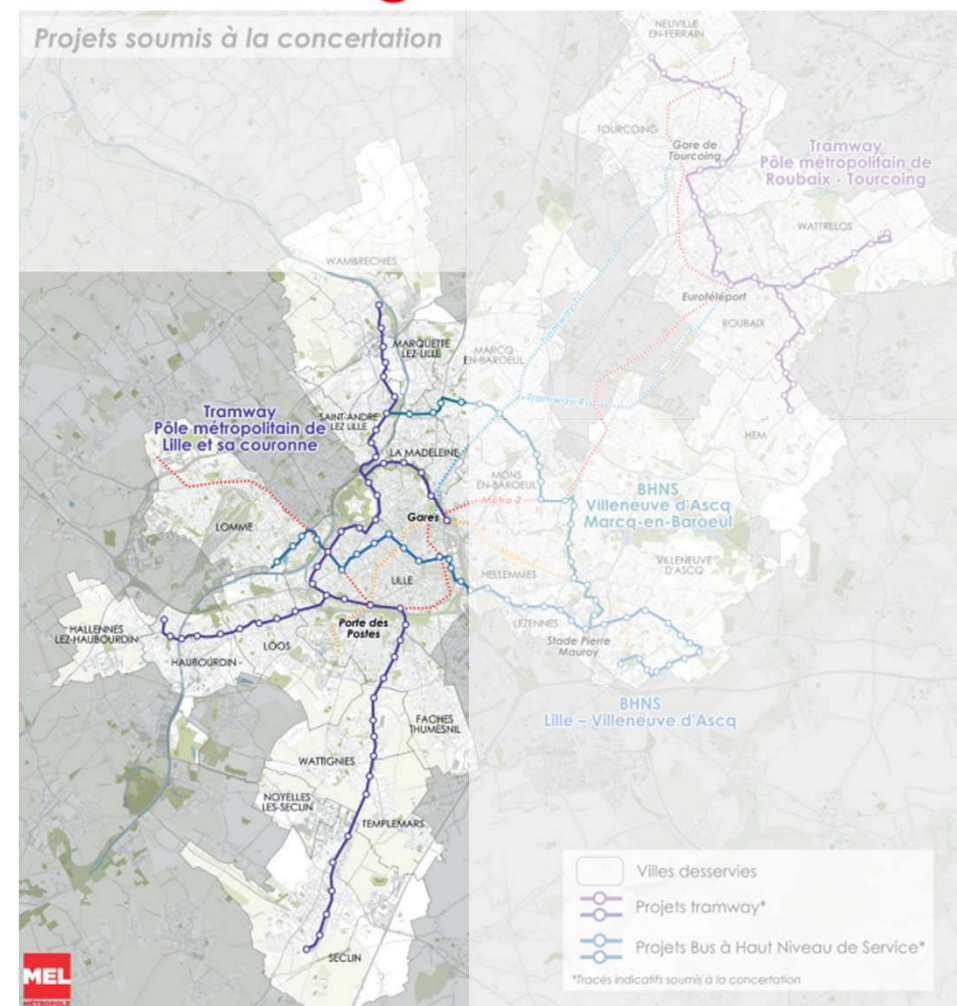 Projets soumis à la concertation
NEUVILLE
EN-FERRAIN
TOURCOING
Gare de
Tourcoing
Tramway
Pôle métropolitain de
Roubaix - Tourcoing
WATTRELOS
WAMBRECHIES
Eurotéléport
ROUBAIX
Tramway T
MARQUETTE
LEZ-LILLE
MARCQ
EN-BAROEUL
Tramway R
Tramway
Pôle métropolitain de
Lille et sa couronne
SAINT-ANDRE
LEZ LILLE
LA MADELEINE
HEM
MONS
EN-BAROEUL
Métro 2
BHNS
Villeneuve d'Ascq
Marcq-en-Baroeul
Gares
LOMME
VILLENEUVE
D'ASCQ
LILLE
HELLEMMES
LEZENNES
Porte des
Postes
Stade Pierre
Mauroy
HALLENNES
LEZ-HAUBOURDIN
LOOS
HAUBOURDIN
BHNS
Lille – Villeneuve d'Ascq
FACHES
THUMESNIL
WATTIGNIES
NOYELLES
LES-SECLIN
TEMPLEMARS
SECLIN
Villes desservies
Projets tramway*
Projets Bus à Haut Niveau de Service*
*Tracés indicatifs soumis à la concertation
MEL
MÉTROPOLE